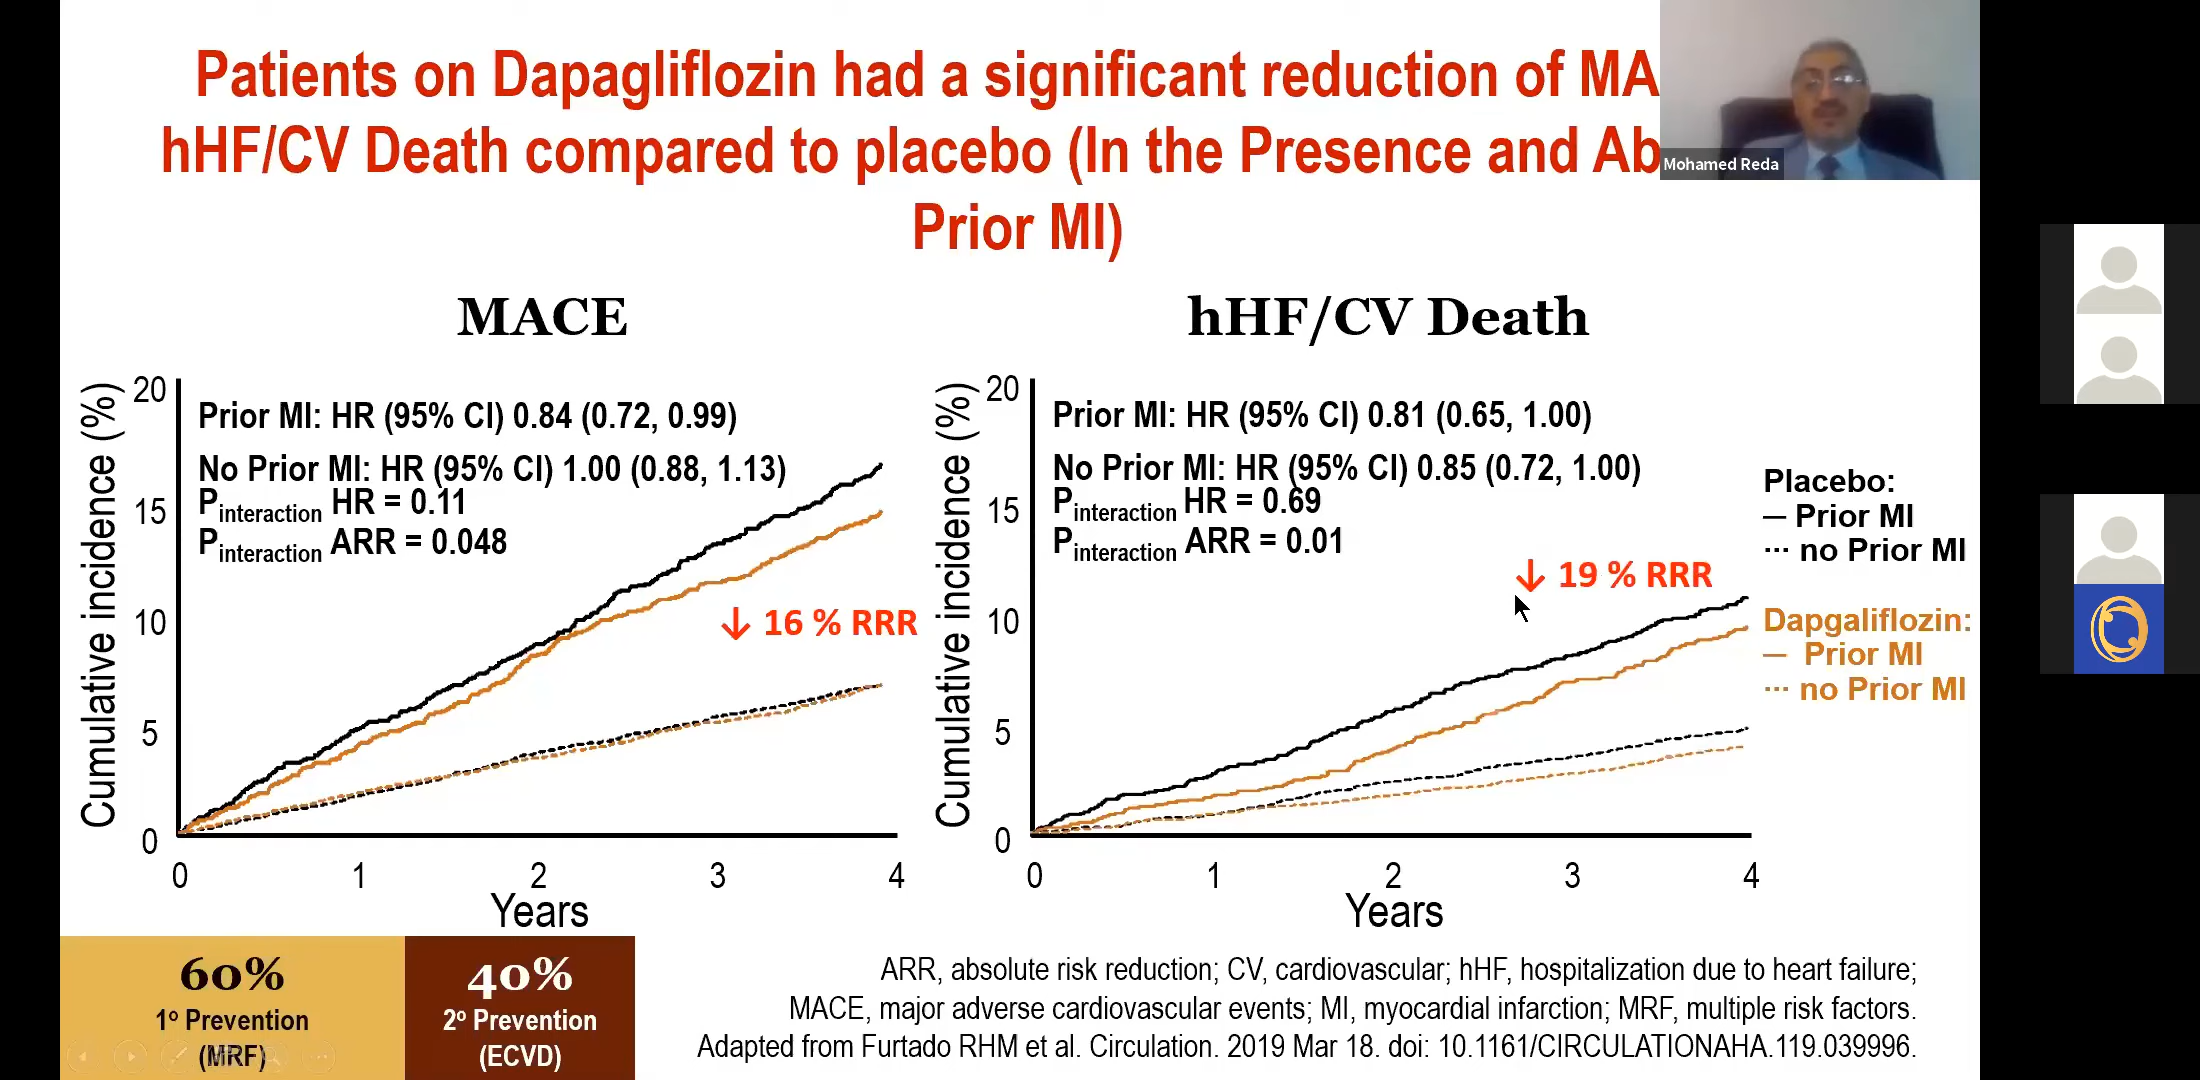 Patients on Dapagliflozin had a significant reduction of MA
hHF/CV Death compared to placebo (In the Presence and Ab
Prior MI)
Mohamed Reda
MACE
Cumulative incidence (%)
20
15
10
5
0
Prior MI: HR (95% CI) 0.84 (0.72, 0.99)
No Prior MI: HR (95% CI) 1.00 (0.88, 1.13)
Pinteraction HR = 0.11
Pinteraction ARR = 0.048
↓ 16 % RRR
0 1 2 3 4
Years
hHF/CV Death
Cumulative incidence (%)
20
15
10
5
0
Prior MI: HR (95% CI) 0.81 (0.65, 1.00)
No Prior MI: HR (95% CI) 0.85 (0.72, 1.00)
Pinteraction HR = 0.69
Pinteraction ARR = 0.01
↓ 19 % RRR
0 1 2 3 4
Years
Placebo:
— Prior MI
··· no Prior MI
Dapgaliflozin:
— Prior MI
··· no Prior MI
60%
1º Prevention
(MRF)
40%
2º Prevention
(ECVD)
ARR, absolute risk reduction; CV, cardiovascular; hHF, hospitalization due to heart failure;
MACE, major adverse cardiovascular events; MI, myocardial infarction; MRF, multiple risk factors.
Adapted from Furtado RHM et al. Circulation. 2019 Mar 18. doi: 10.1161/CIRCULATIONAHA.119.039996.